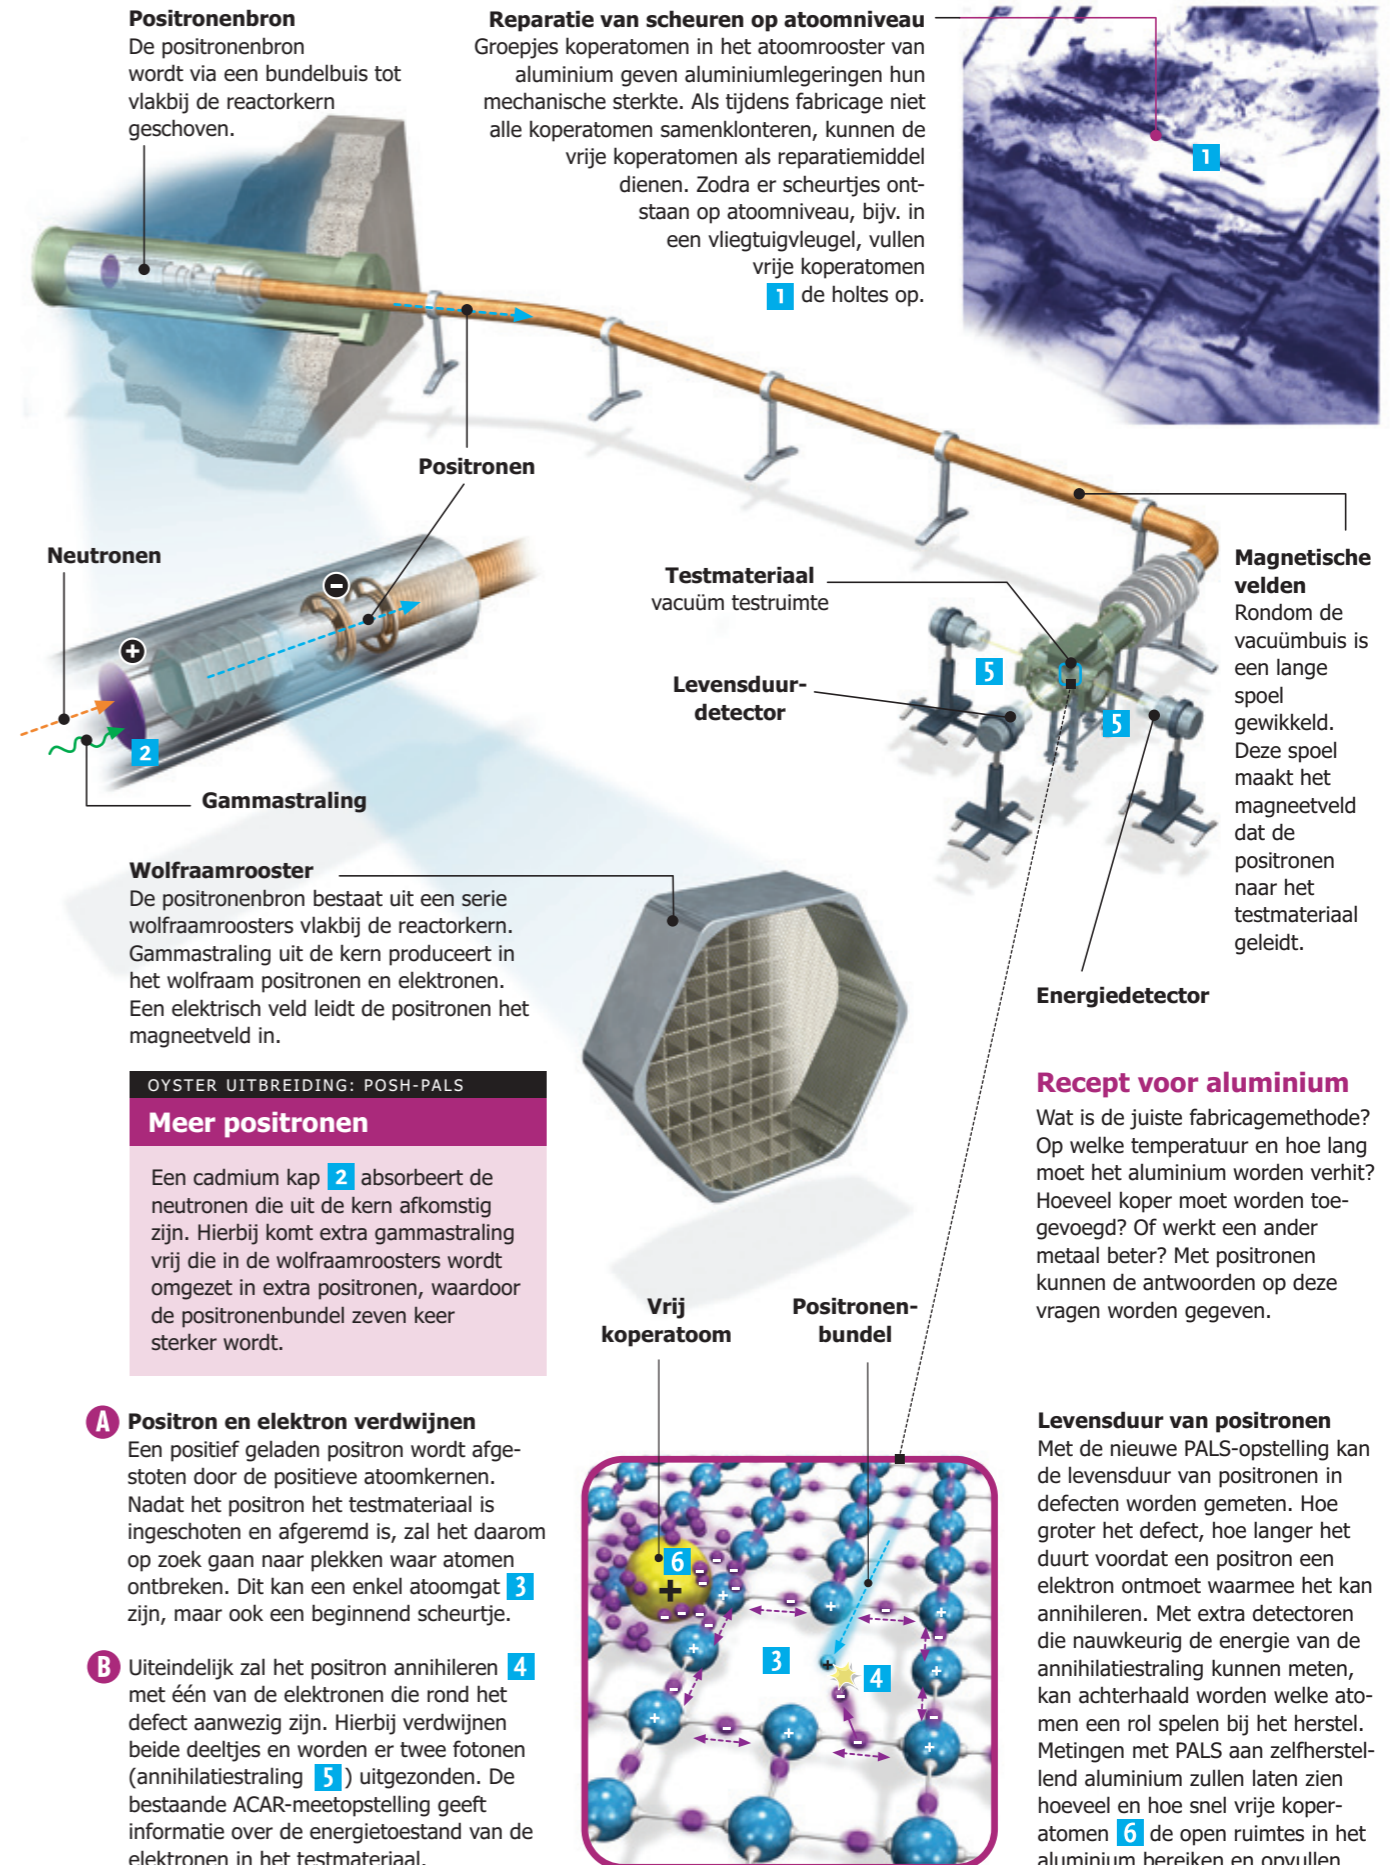 Positronenbron
De positronenbron
wordt via een bundelbuis tot
vlakbij de reactorkern
geschoven.
Reparatie van scheuren op atoomniveau
Groepjes koperatomen in het atoomrooster van
aluminium geven aluminiumlegeringen hun
mechanische sterkte. Als tijdens fabricage niet
alle koperatomen samenklonteren, kunnen de
vrije koperatomen als reparatiemiddel
dienen. Zodra er scheurtjes ont-
staan op atoomniveau, bijv. in
een vliegtuigvleugel, vullen
vrije koperatomen
1 de holtes op.
1
Positronen
Neutronen
−
+
2
Gammastraling
Testmateriaal
vacuüm testruimte
Levensduur-
detector
5
5
Magnetische
velden
Rondom de
vacuümbuis is
een lange
spoel
gewikkeld.
Deze spoel
maakt het
magneetveld
dat de
positronen
naar het
testmateriaal
geleidt.
Energiedetector
Wolfraamrooster
De positronenbron bestaat uit een serie
wolfraamroosters vlakbij de reactorkern.
Gammastraling uit de kern produceert in
het wolfraam positronen en elektronen.
Een elektrisch veld leidt de positronen het
magneetveld in.
OYSTER UITBREIDING: POSH-PALS
Meer positronen
Een cadmium kap 2 absorbeert de
neutronen die uit de kern afkomstig
zijn. Hierbij komt extra gammastraling
vrij die in de wolfraamroosters wordt
omgezet in extra positronen, waardoor
de positronenbundel zeven keer
sterker wordt.
Recept voor aluminium
Wat is de juiste fabricagemethode?
Op welke temperatuur en hoe lang
moet het aluminium worden verhit?
Hoeveel koper moet worden toe-
gevoegd? Of werkt een ander
metaal beter? Met positronen
kunnen de antwoorden op deze
vragen worden gegeven.
Vrij
koperatoom
Positronen-
bundel
A Positron en elektron verdwijnen
Een positief geladen positron wordt afge-
stoten door de positieve atoomkernen.
Nadat het positron het testmateriaal is
ingeschoten en afgeremd is, zal het daarom
op zoek gaan naar plekken waar atomen
ontbreken. Dit kan een enkel atoomgat 3
zijn, maar ook een beginnend scheurtje.
B Uiteindelijk zal het positron annihileren 4
met één van de elektronen die rond het
defect aanwezig zijn. Hierbij verdwijnen
beide deeltjes en worden er twee fotonen
(annihilatiestraling 5 ) uitgezonden. De
bestaande ACAR-meetopstelling geeft
informatie over de energietoestand van de
elektronen in het testmateriaal.
6
+
3
4
Levensduur van positronen
Met de nieuwe PALS-opstelling kan
de levensduur van positronen in
defecten worden gemeten. Hoe
groter het defect, hoe langer het
duurt voordat een positron een
elektron ontmoet waarmee het kan
annihileren. Met extra detectoren
die nauwkeurig de energie van de
annihilatiestraling kunnen meten,
kan achterhaald worden welke ato-
men een rol spelen bij het herstel.
Metingen met PALS aan zelfherstel-
lend aluminium zullen laten zien
hoeveel en hoe snel vrije koper-
atomen 6 de open ruimtes in het
aluminium bereiken en opvullen